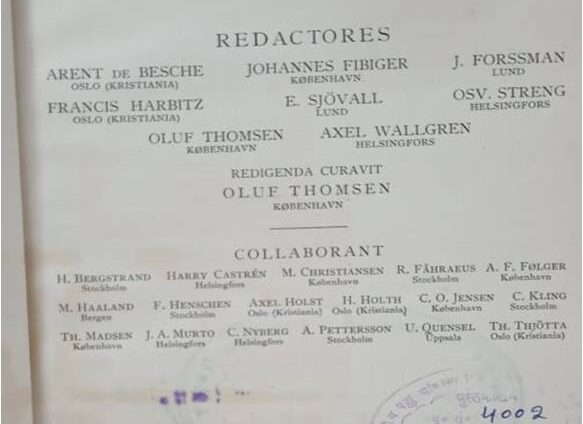 REDACTORES
ARENT DE BESCHE JOHANNES FIBIGER J. FORSSMAN
OSLO (KRISTIANIA) KØBENHAVN LUND
FRANCIS HARBITZ E. SJÖVALL OSV. STRENG
OSLO (KRISTIANIA) LUND HELSINGFORS
OLUF THOMSEN AXEL WALLGREN
KØBENHAVN HELSINGFORS
REDIGENDA CURAVIT
OLUF THOMSEN
KØBENHAVN
COLLABORANT
H. BERGSTRAND HARRY CASTRÉN M. CHRISTIANSEN R. FÄHRAEUS A. F. FØLGER
Stockholm Helsingfors København Stockholm København
M. HAALAND F. HENSCHEN AXEL HOLST H. HOLTH C. O. JENSEN C. KLING
Bergen Stockholm Oslo (Kristiania) Oslo (Kristiania) København Stockholm
TH. MADSEN J. A. MURTO C. NYBERG A. PETTERSSON U. QUENSEL TH. THJÖTTA
København Helsingfors Helsingfors Stockholm Uppsala Oslo (Kristiania)
4002